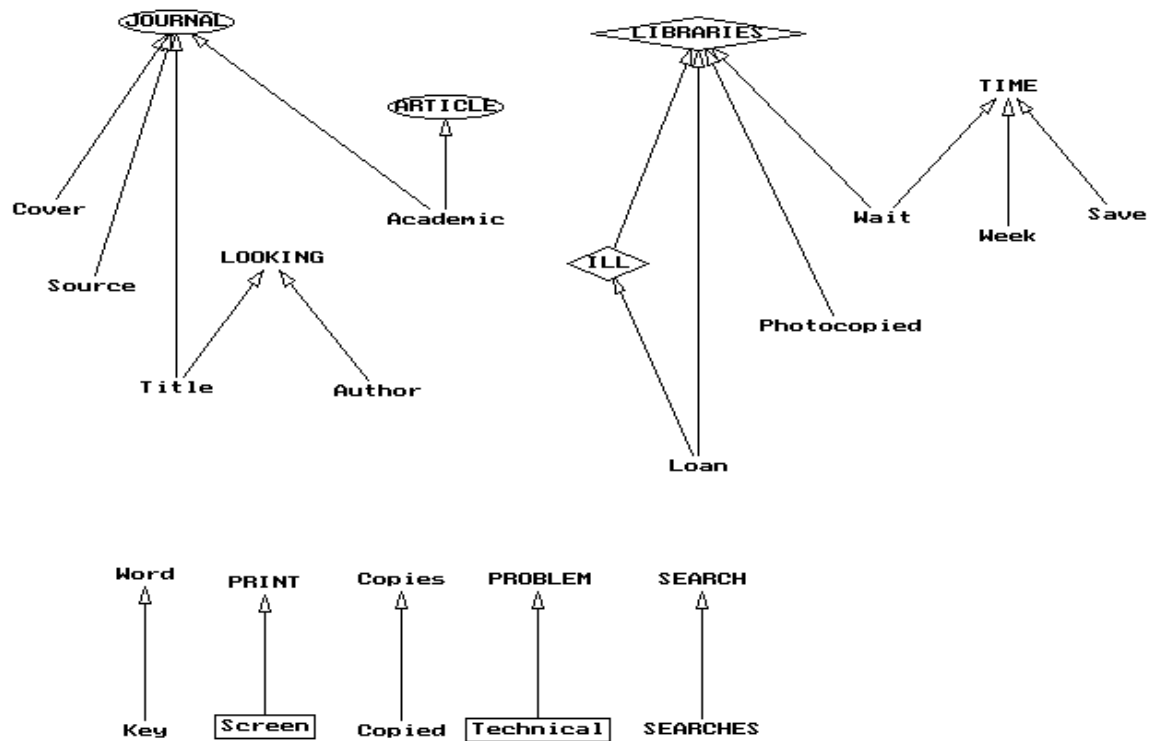 JOURNAL
LIBRARIES
TIME
ARTICLE
Cover
Academic
Wait
Save
Week
LOOKING
ILL
Source
Photocopied
Title
Author
Loan
Word
PRINT
Copies
PROBLEM
SEARCH
Key
Screen
Copied
Technical
SEARCHES